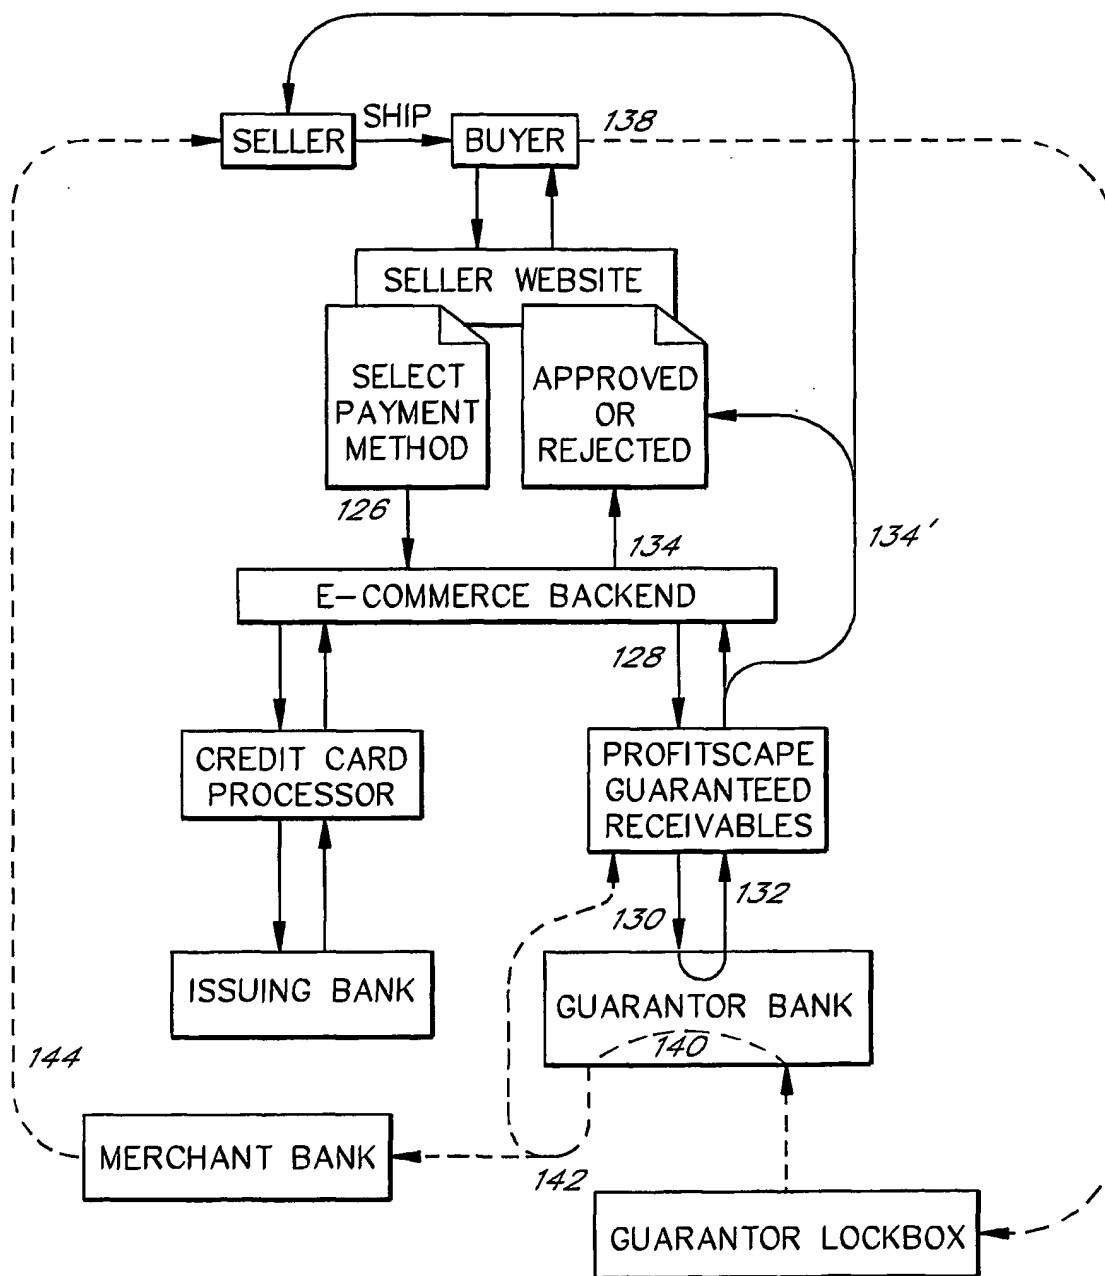 SHIP
SELLER
BUYER
138
SELLER WEBSITE
SELECT
PAYMENT
METHOD
APPROVED
OR
REJECTED
126
134
134'
E-COMMERCE BACKEND
128
CREDIT CARD
PROCESSOR
PROFITSCAPE
GUARANTEED
RECEIVABLES
130
132
ISSUING BANK
GUARANTOR BANK
140
144
MERCHANT BANK
142
GUARANTOR LOCKBOX